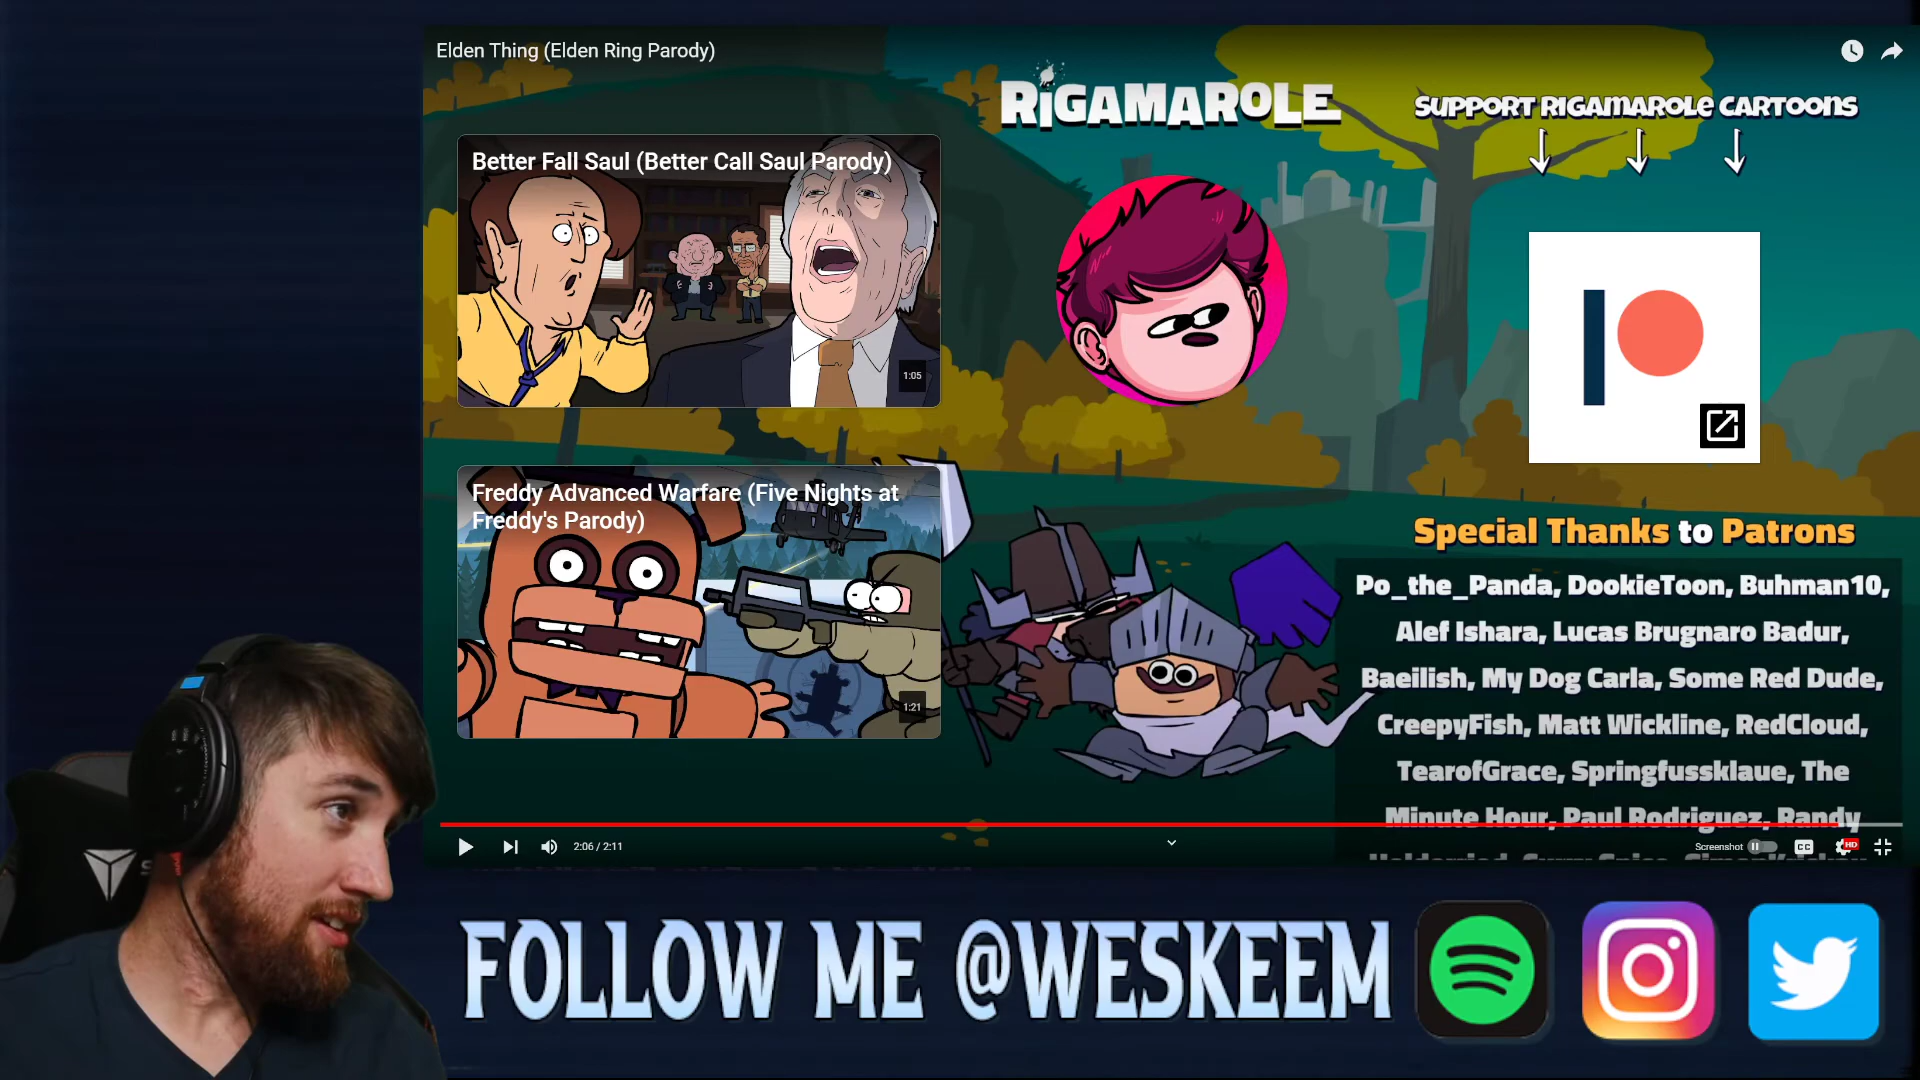 Elden Thing (Elden Ring Parody)
RiGAMAROLE
SUPPORT RIGAMAROLE CARTOONS
Better Fall Saul (Better Call Saul Parody)
1:05
Freddy Advanced Warfare (Five Nights at
Freddy's Parody)
1:21
Special Thanks to Patrons
Po_the_Panda, DookieToon, Buhman10,
Alef Ishara, Lucas Brugnaro Badur,
Baeilish, My Dog Carla, Some Red Dude,
CreepyFish, Matt Wickline, RedCloud,
TearofGrace, Springfussklaue, The
Minute Hour, Paul Rodriguez, Randy
2:06 / 2:11
Screenshot
CC
HD
FOLLOW ME @WESKEEM